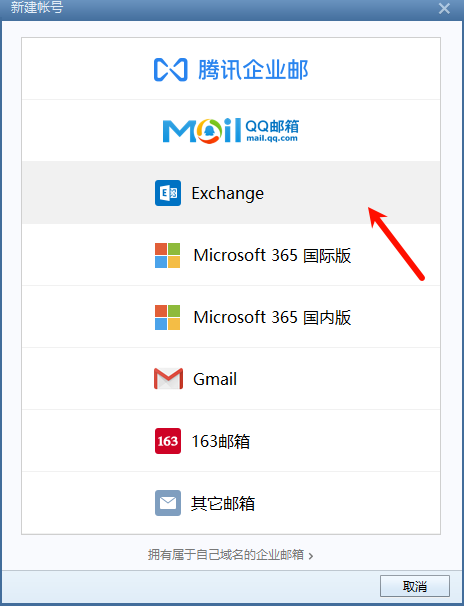 新建帐号
腾讯企业邮
Mail QQ邮箱
mail.qq.com
Exchange
Microsoft 365 国际版
Microsoft 365 国内版
Gmail
163 163邮箱
其它邮箱
拥有属于自己域名的企业邮箱 ›
取消